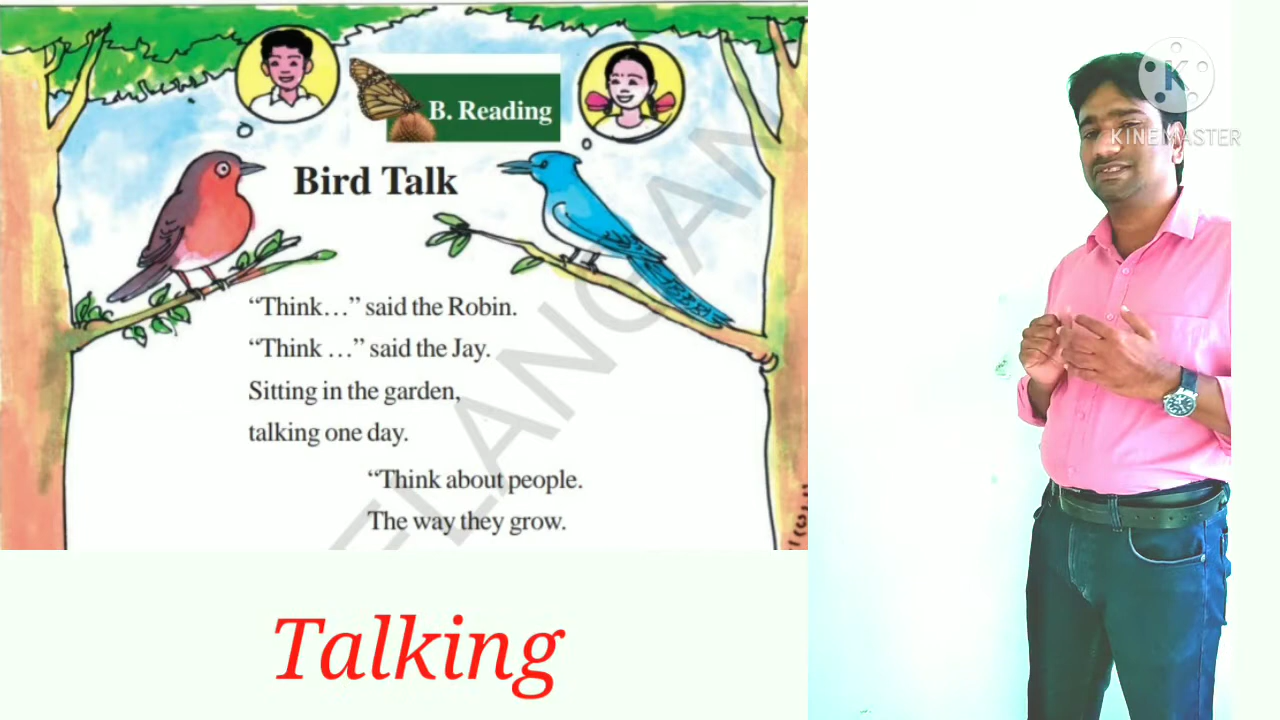 B. Reading
Bird Talk
“Think…” said the Robin.
“Think …” said the Jay.
Sitting in the garden,
talking one day.
“Think about people.
The way they grow.
Talking
K
KINEMASTER
ELANGAN